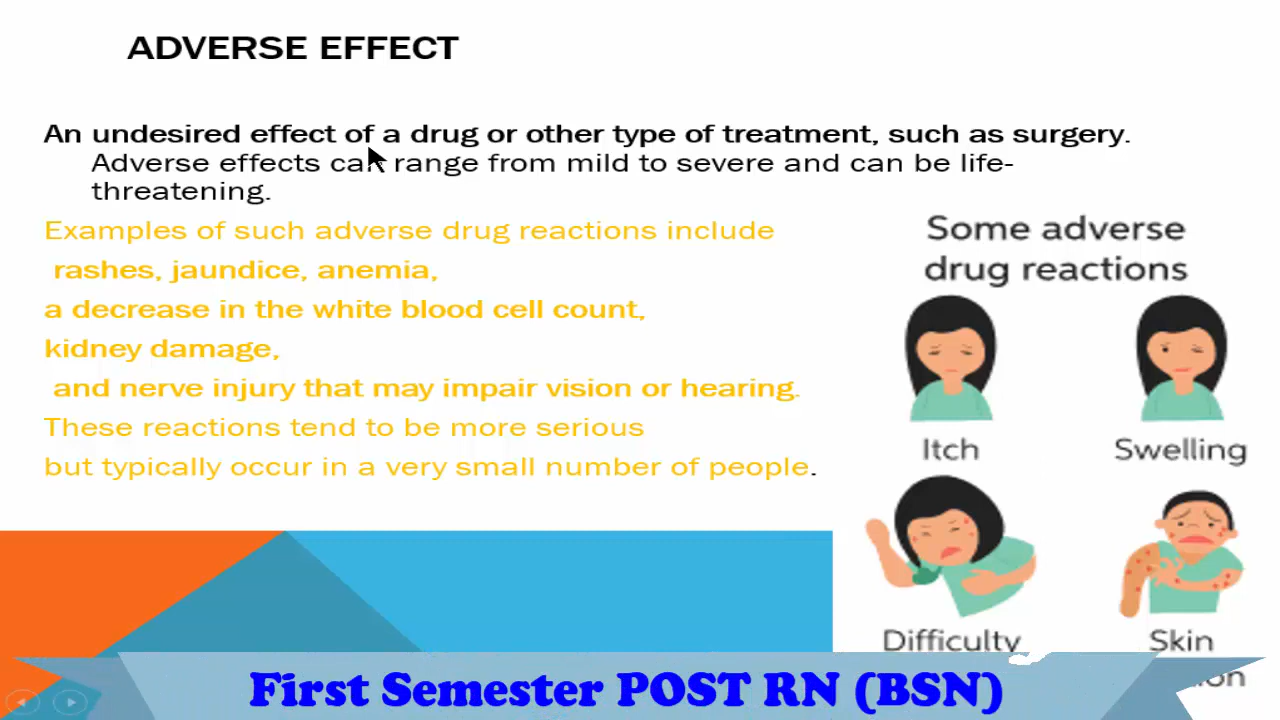 ADVERSE EFFECT
An undesired effect of a drug or other type of treatment, such as surgery.
Adverse effects can range from mild to severe and can be life-
threatening.
Examples of such adverse drug reactions include
rashes, jaundice, anemia,
a decrease in the white blood cell count,
kidney damage,
and nerve injury that may impair vision or hearing.
These reactions tend to be more serious
but typically occur in a very small number of people.
Some adverse
drug reactions
Itch
Swelling
Difficulty
Skin
First Semester POST RN (BSN)